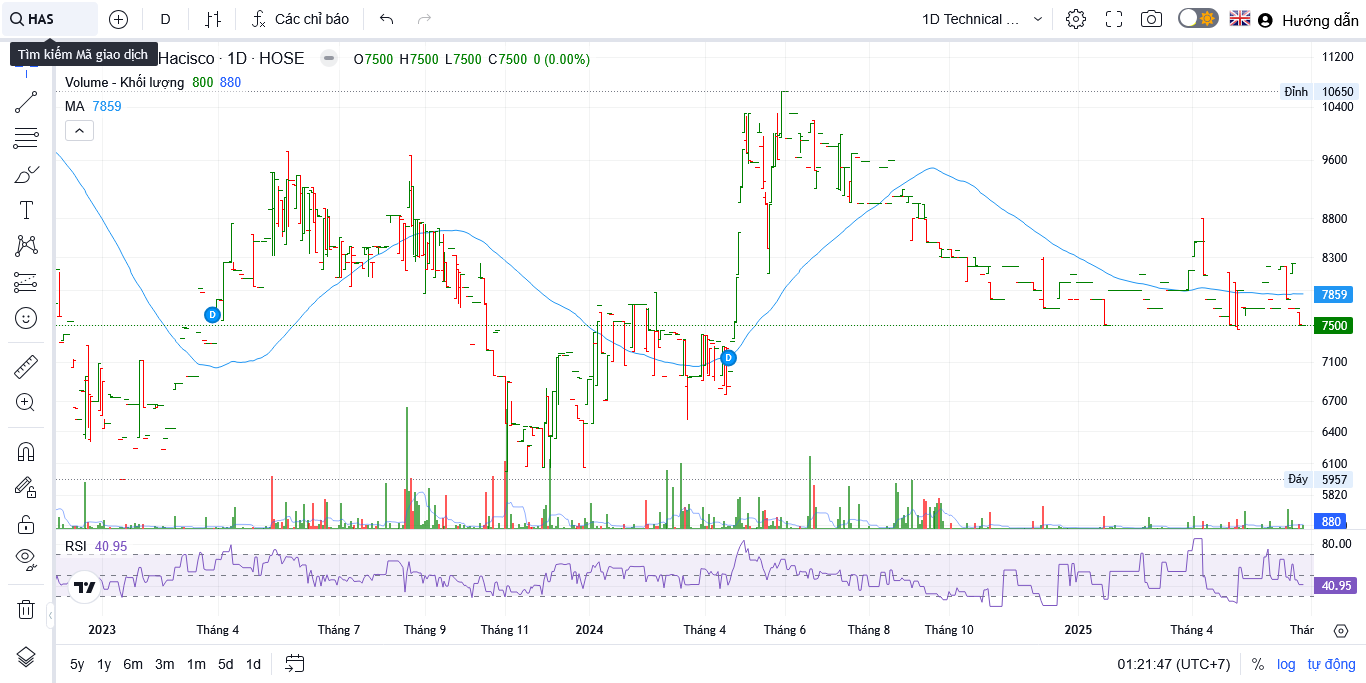 HAS
D
Các chỉ báo
1D Technical ...
Hướng dẫn
Tìm kiếm Mã giao dịch
Hacisco · 1D · HOSE
O7500 H7500 L7500 C7500 0 (0.00%)
Volume - Khối lượng 800 880
MA 7859
11200
Đỉnh 10650
10400
9600
8800
8300
7859
7500
7100
6700
6400
6100
Đáy 5957
5820
880
D
D
RSI 40.95
80.00
40.95
2023 Tháng 4 Tháng 7 Tháng 9 Tháng 11 2024 Tháng 4 Tháng 6 Tháng 8 Tháng 10 2025 Tháng 4 Thár
5y 1y 6m 3m 1m 5d 1d
01:21:47 (UTC+7) % log tự động